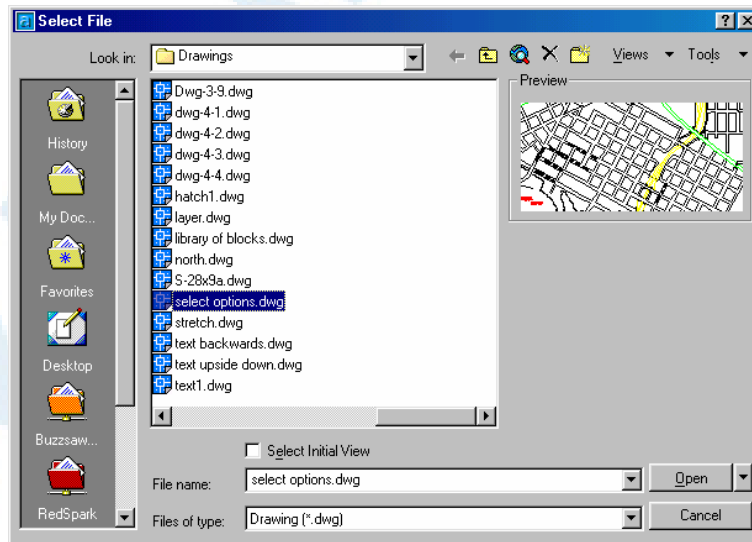 Select File
Look in: Drawings Views Tools
Preview
History
My Doc...
Favorites
Desktop
Buzzsaw...
RedSpark
Dwg-3-9.dwg
dwg-4-1.dwg
dwg-4-2.dwg
dwg-4-3.dwg
dwg-4-4.dwg
hatch1.dwg
layer.dwg
library of blocks.dwg
north.dwg
S-28x9a.dwg
select options.dwg
stretch.dwg
text backwards.dwg
text upside down.dwg
text1.dwg
Select Initial View
File name: select options.dwg Open
Files of type: Drawing (*.dwg) Cancel